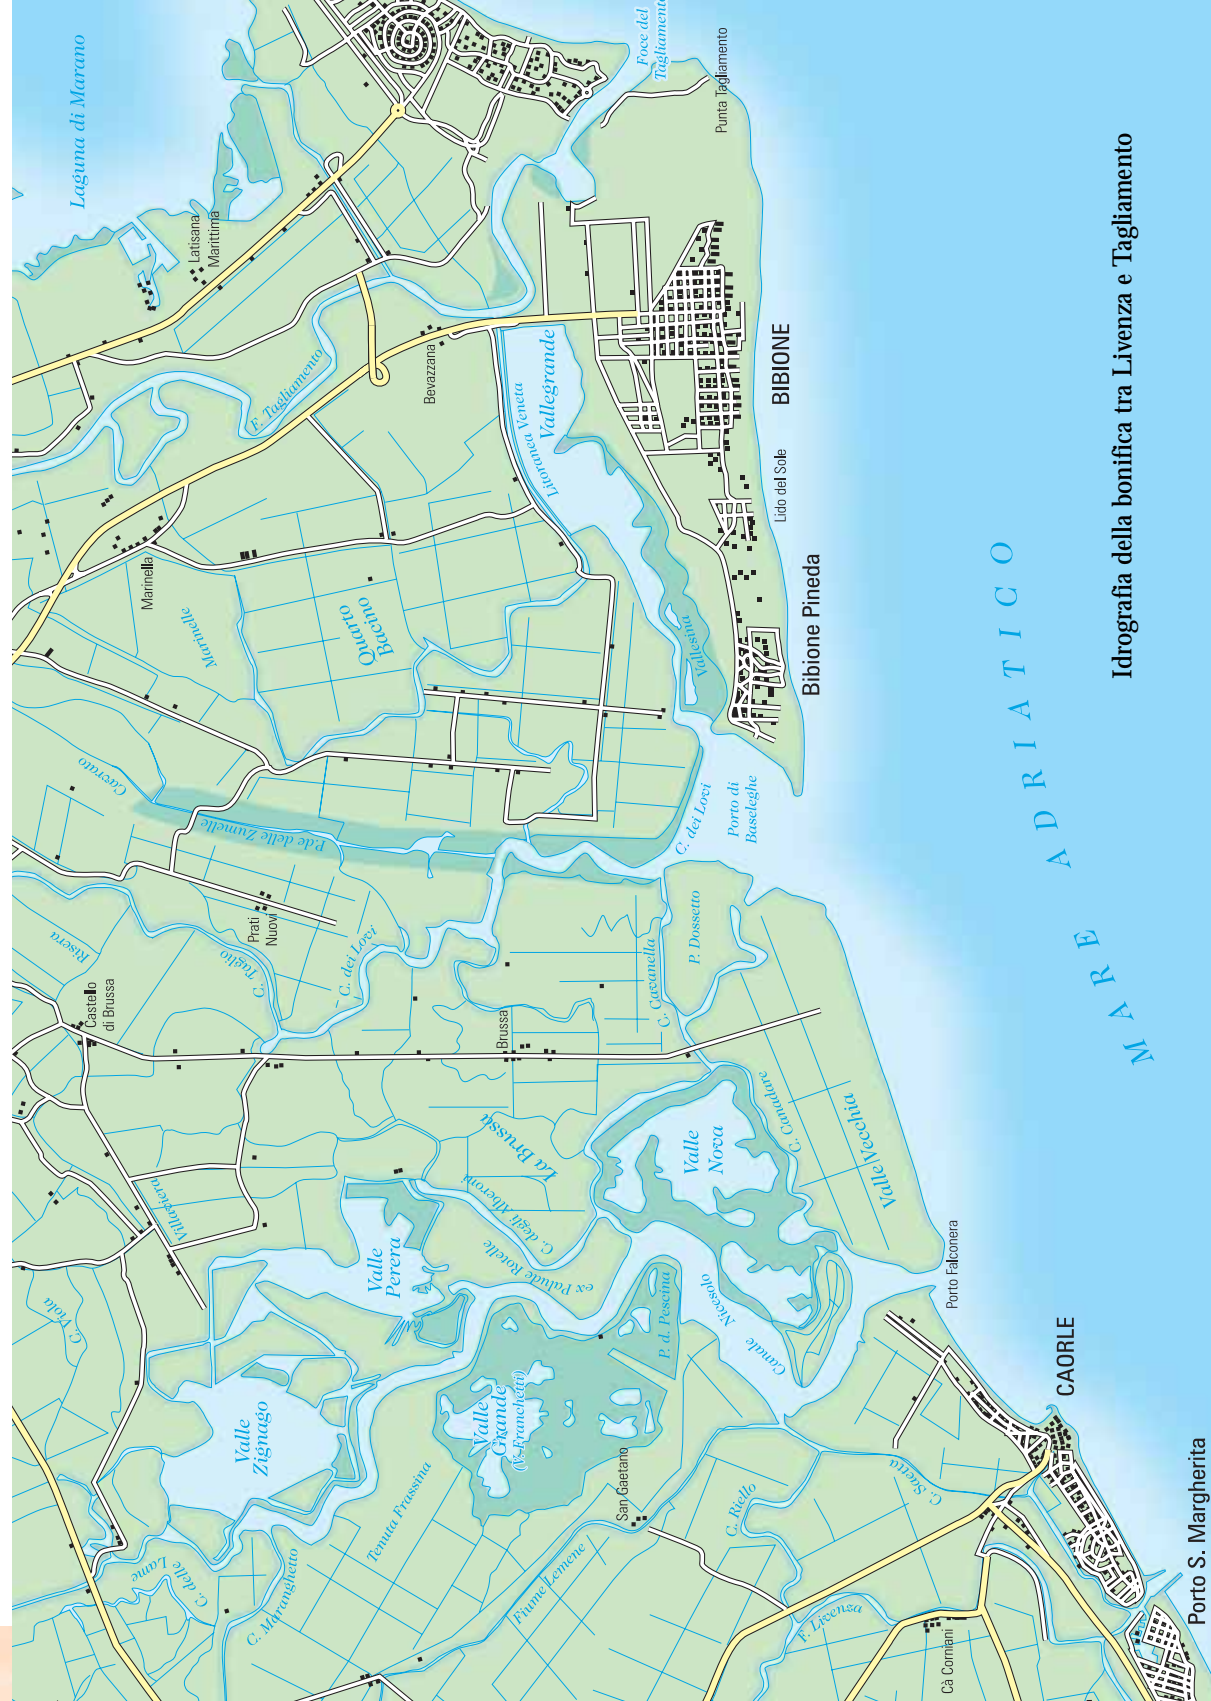 Laguna di Marano
Foce del
Tagliamento
Punta Tagliamento
Latisana
Marittima
F. Tagliamento
Bevazzana
Litoranea Veneta
Vallegrande
BIBIONE
Lido del Sole
Bibione Pineda
Vallesina
Marinella
Marinelle
Quarto
Bacino
Cavrato
P.de delle Zumelle
C. dei Lovi
Porto di
Baseleghe
Prati
Nuovi
Risera
C. Taglio
C. dei Lovi
Castello
di Brussa
Brussa
C. Cavanella
P. Dossetto
La Brussa
C. degli Alberoni
ex Palude Rotelle
Villaviera
C. Viola
Valle
Perera
Valle
Nova
C. Canadare
Valle Vecchia
Canale Nicesolo
P. d. Pescina
Porto Falconera
Valle
Zignago
Valle
Grande
(V. Franchetti)
San Gaetano
Tenuta Frassina
C. delle Lame
C. Maranghetto
Fiume Lemene
C. Riello
C. Saetta
F. Livenza
Cà Corniani
CAORLE
Porto S. Margherita
MARE ADRIATICO
Idrografia della bonifica tra Livenza e Tagliamento